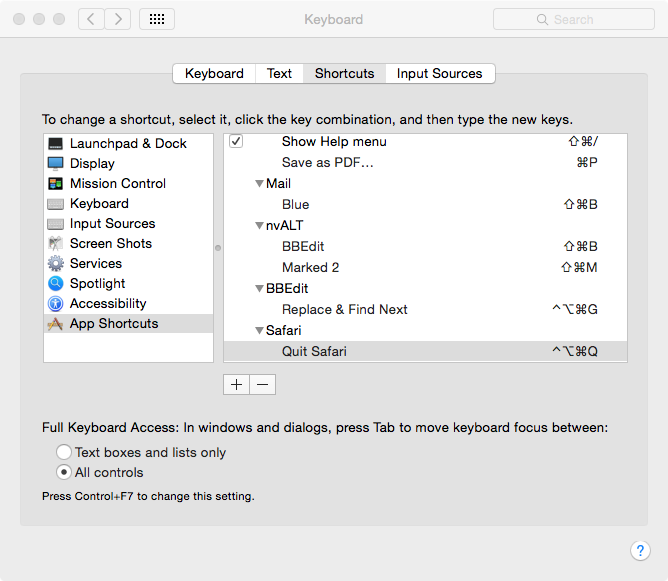 Keyboard
Search
Keyboard Text Shortcuts Input Sources
To change a shortcut, select it, click the key combination, and then type the new keys.
Launchpad & Dock
Display
Mission Control
Keyboard
Input Sources
Screen Shots
Services
Spotlight
Accessibility
App Shortcuts
Show Help menu ⇧⌘/
Save as PDF... ⌘P
Mail
Blue ⇧⌘B
nvALT
BBEdit ⇧⌘B
Marked 2 ⇧⌘M
BBEdit
Replace & Find Next ^⌥⌘G
Safari
Quit Safari ^⌥⌘Q
+ −
Full Keyboard Access: In windows and dialogs, press Tab to move keyboard focus between:
Text boxes and lists only
All controls
Press Control+F7 to change this setting.
?